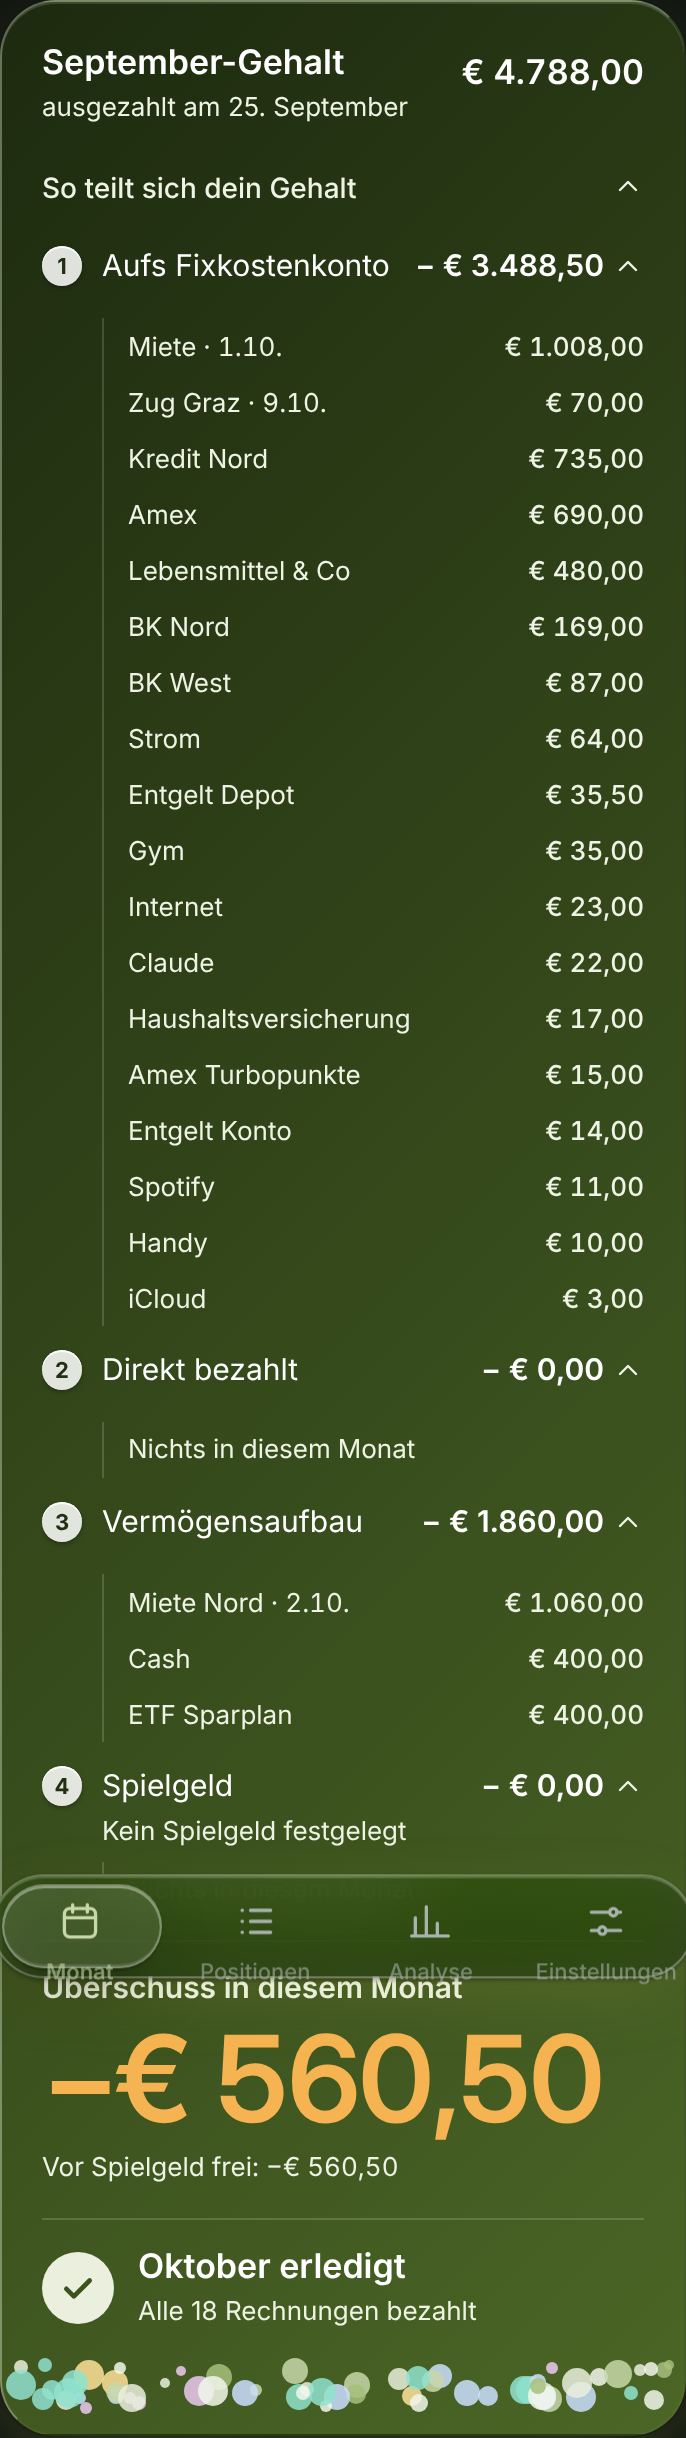 September-Gehalt
€ 4.788,00
ausgezahlt am 25. September
So teilt sich dein Gehalt
1 Aufs Fixkostenkonto – € 3.488,50
Miete · 1.10. € 1.008,00
Zug Graz · 9.10. € 70,00
Kredit Nord € 735,00
Amex € 690,00
Lebensmittel & Co € 480,00
BK Nord € 169,00
BK West € 87,00
Strom € 64,00
Entgelt Depot € 35,50
Gym € 35,00
Internet € 23,00
Claude € 22,00
Haushaltsversicherung € 17,00
Amex Turbopunkte € 15,00
Entgelt Konto € 14,00
Spotify € 11,00
Handy € 10,00
iCloud € 3,00
2 Direkt bezahlt – € 0,00
Nichts in diesem Monat
3 Vermögensaufbau – € 1.860,00
Miete Nord · 2.10. € 1.060,00
Cash € 400,00
ETF Sparplan € 400,00
4 Spielgeld – € 0,00
Kein Spielgeld festgelegt
Nichts in diesem Monat
Monat Positionen Analyse Einstellungen
Überschuss in diesem Monat
–€ 560,50
Vor Spielgeld frei: –€ 560,50
Oktober erledigt
Alle 18 Rechnungen bezahlt